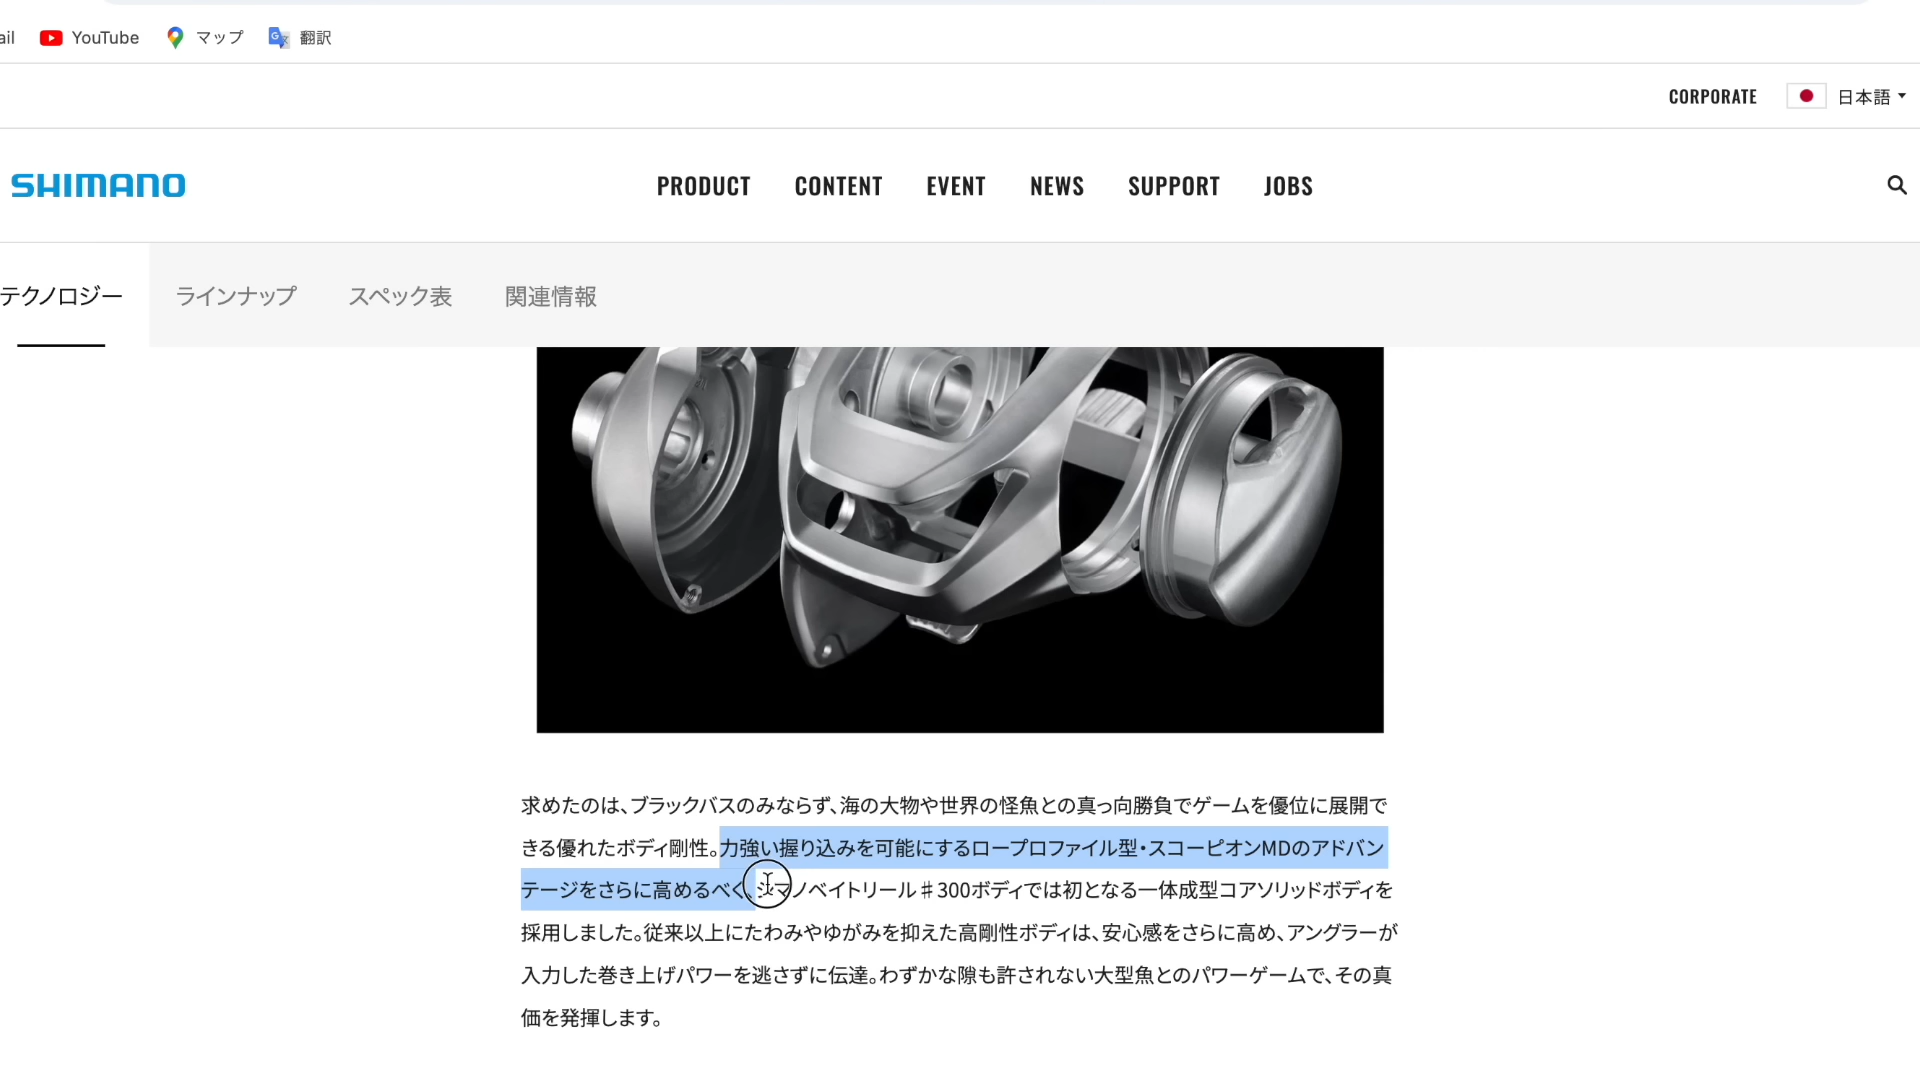 ail YouTube マップ 翻訳
CORPORATE 日本語
SHIMANO PRODUCT CONTENT EVENT NEWS SUPPORT JOBS
テクノロジー ラインナップ スペック表 関連情報
求めたのは、ブラックバスのみならず、海の大物や世界の怪魚との真っ向勝負でゲームを優位に展開で
きる優れたボディ剛性。力強い握り込みを可能にするロープロファイル型・スコーピオンMDのアドバン
テージをさらに高めるべく、シマノベイトリール♯300ボディでは初となる一体成型コアソリッドボディを
採用しました。従来以上にたわみやゆがみを抑えた高剛性ボディは、安心感をさらに高め、アングラーが
入力した巻き上げパワーを逃さずに伝達。わずかな隙も許されない大型魚とのパワーゲームで、その真
価を発揮します。